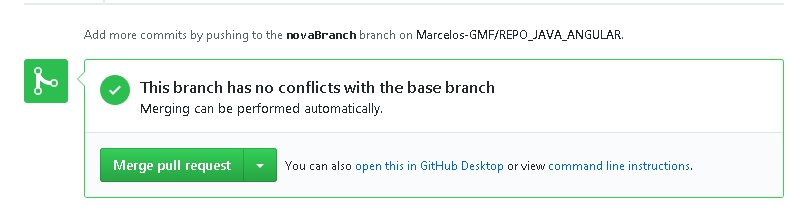 Add more commits by pushing to the novaBranch branch on Marcelos-GMF/REPO_JAVA_ANGULAR.
This branch has no conflicts with the base branch
Merging can be performed automatically.
Merge pull request You can also open this in GitHub Desktop or view command line instructions.